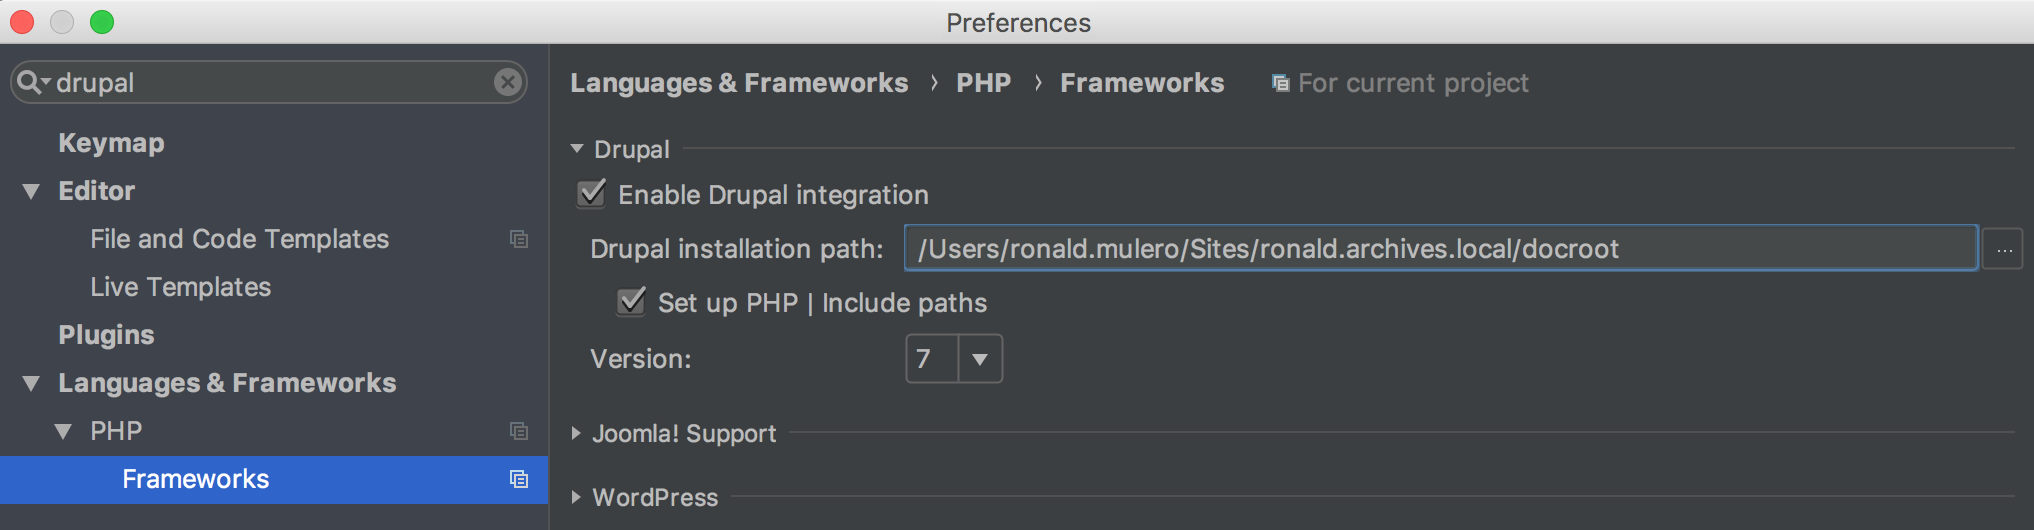 Preferences
drupal
Keymap
Editor
File and Code Templates
Live Templates
Plugins
Languages & Frameworks
PHP
Frameworks
Languages & Frameworks › PHP › Frameworks For current project
Drupal
Enable Drupal integration
Drupal installation path: /Users/ronald.mulero/Sites/ronald.archives.local/docroot ...
Set up PHP | Include paths
Version: 7
Joomla! Support
WordPress